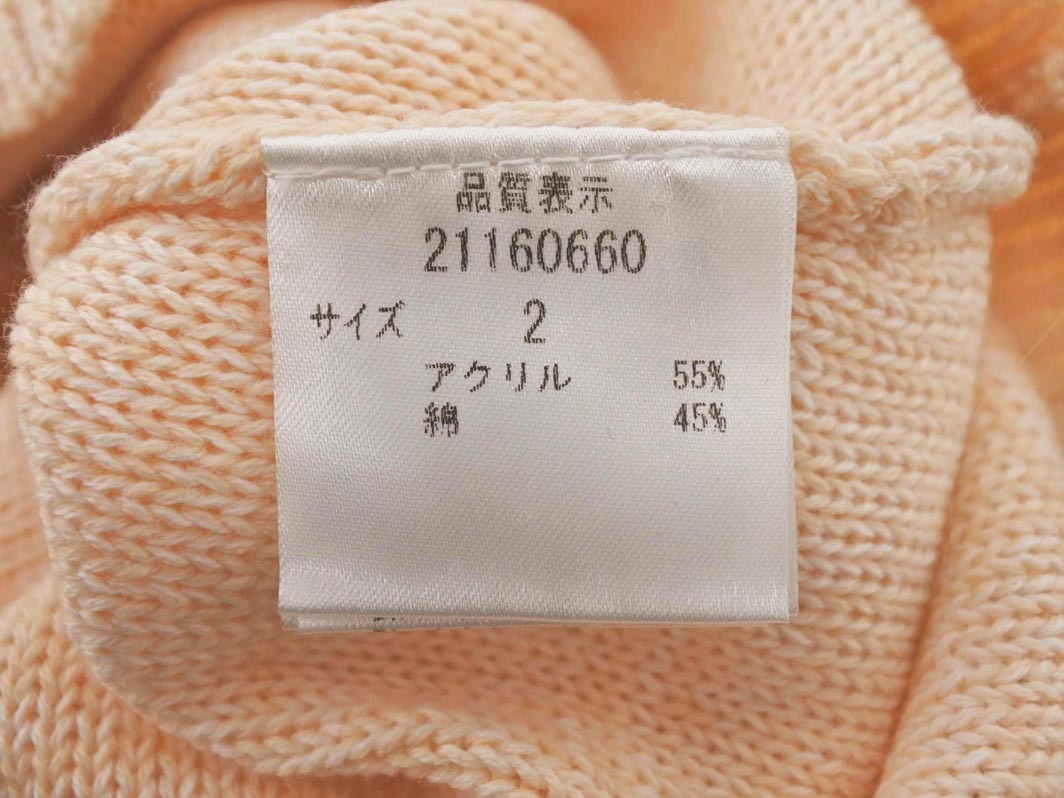 品質表示
21160660
サイズ 2
アクリル 55%
綿 45%